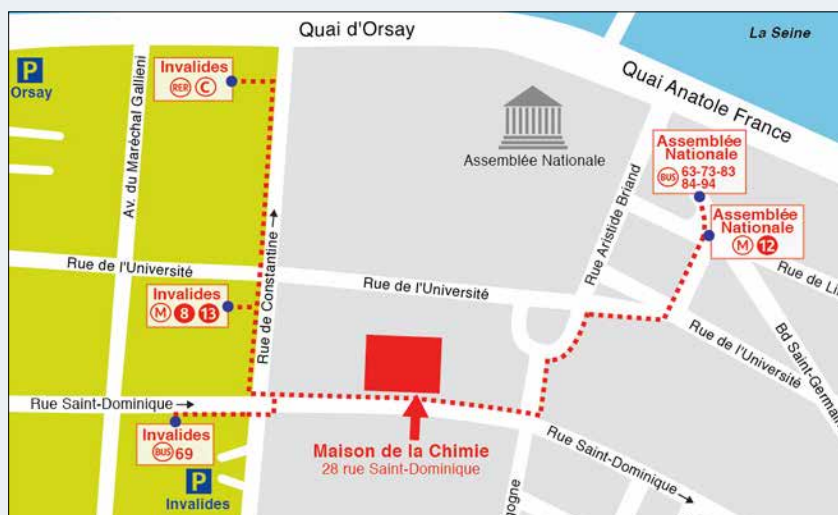 Quai d'Orsay
La Seine
P
Orsay
Av. du Maréchal Gallieni
Invalides
RER C
Quai Anatole France
Assemblée Nationale
Assemblée
Nationale
BUS 63-73-83
84-94
Assemblée
Nationale
M 12
Rue Aristide Briand
Rue de Constantine →
Rue de l'Université
Rue de l'Université
Invalides
M 8 13
Rue de l'Université
Bd Saint-Germain
Rue Saint-Dominique →
Invalides
BUS 69
P
Invalides
Maison de la Chimie
28 rue Saint-Dominique
Rue Saint-Dominique →